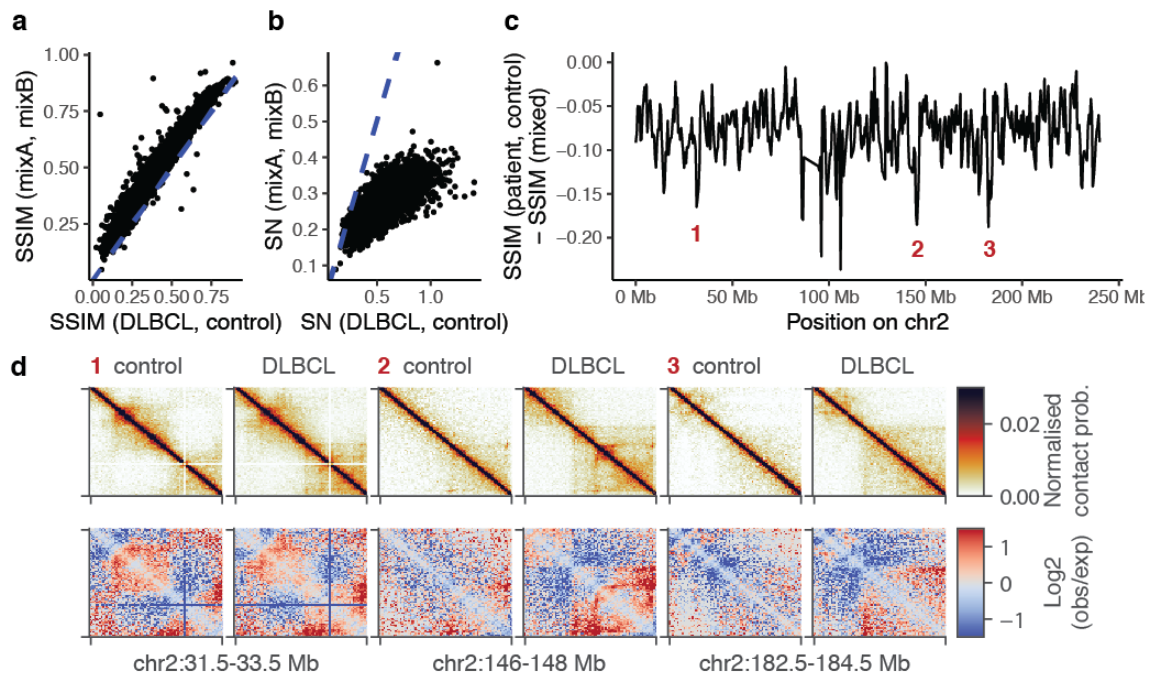 a
b
c
SSIM (mixA, mixB)
1.00
0.75
0.50
0.25
0.00 0.25 0.50 0.75
SSIM (DLBCL, control)
SN (mixA, mixB)
0.6
0.5
0.4
0.3
0.2
0.1
0.5 1.0
SN (DLBCL, control)
SSIM (patient, control)
– SSIM (mixed)
0.00
−0.05
−0.10
−0.15
−0.20
1
2
3
0 Mb 50 Mb 100 Mb 150 Mb 200 Mb 250 Mt
Position on chr2
d
1 control DLBCL 2 control DLBCL 3 control DLBCL
0.02
0.00
Normalised
contact prob.
1
0
−1
Log2
(obs/exp)
chr2:31.5-33.5 Mb chr2:146-148 Mb chr2:182.5-184.5 Mb